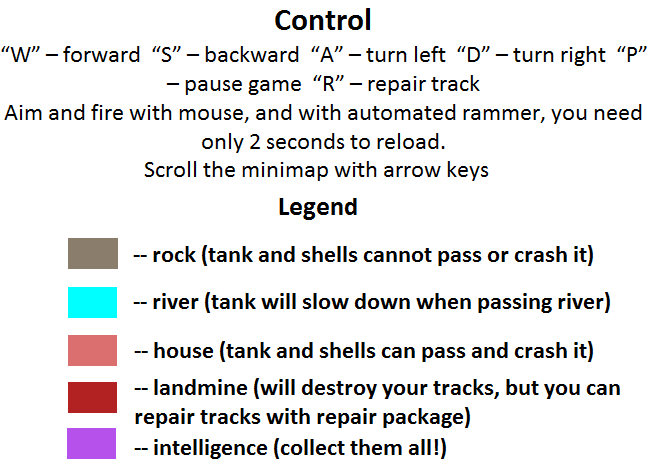 Control
“W” – forward  “S” – backward  “A” – turn left  “D” – turn right  “P”
– pause game  “R” – repair track
Aim and fire with mouse, and with automated rammer, you need
only 2 seconds to reload.
Scroll the minimap with arrow keys
Legend
-- rock (tank and shells cannot pass or crash it)
-- river (tank will slow down when passing river)
-- house (tank and shells can pass and crash it)
-- landmine (will destroy your tracks, but you can
repair tracks with repair package)
-- intelligence (collect them all!)